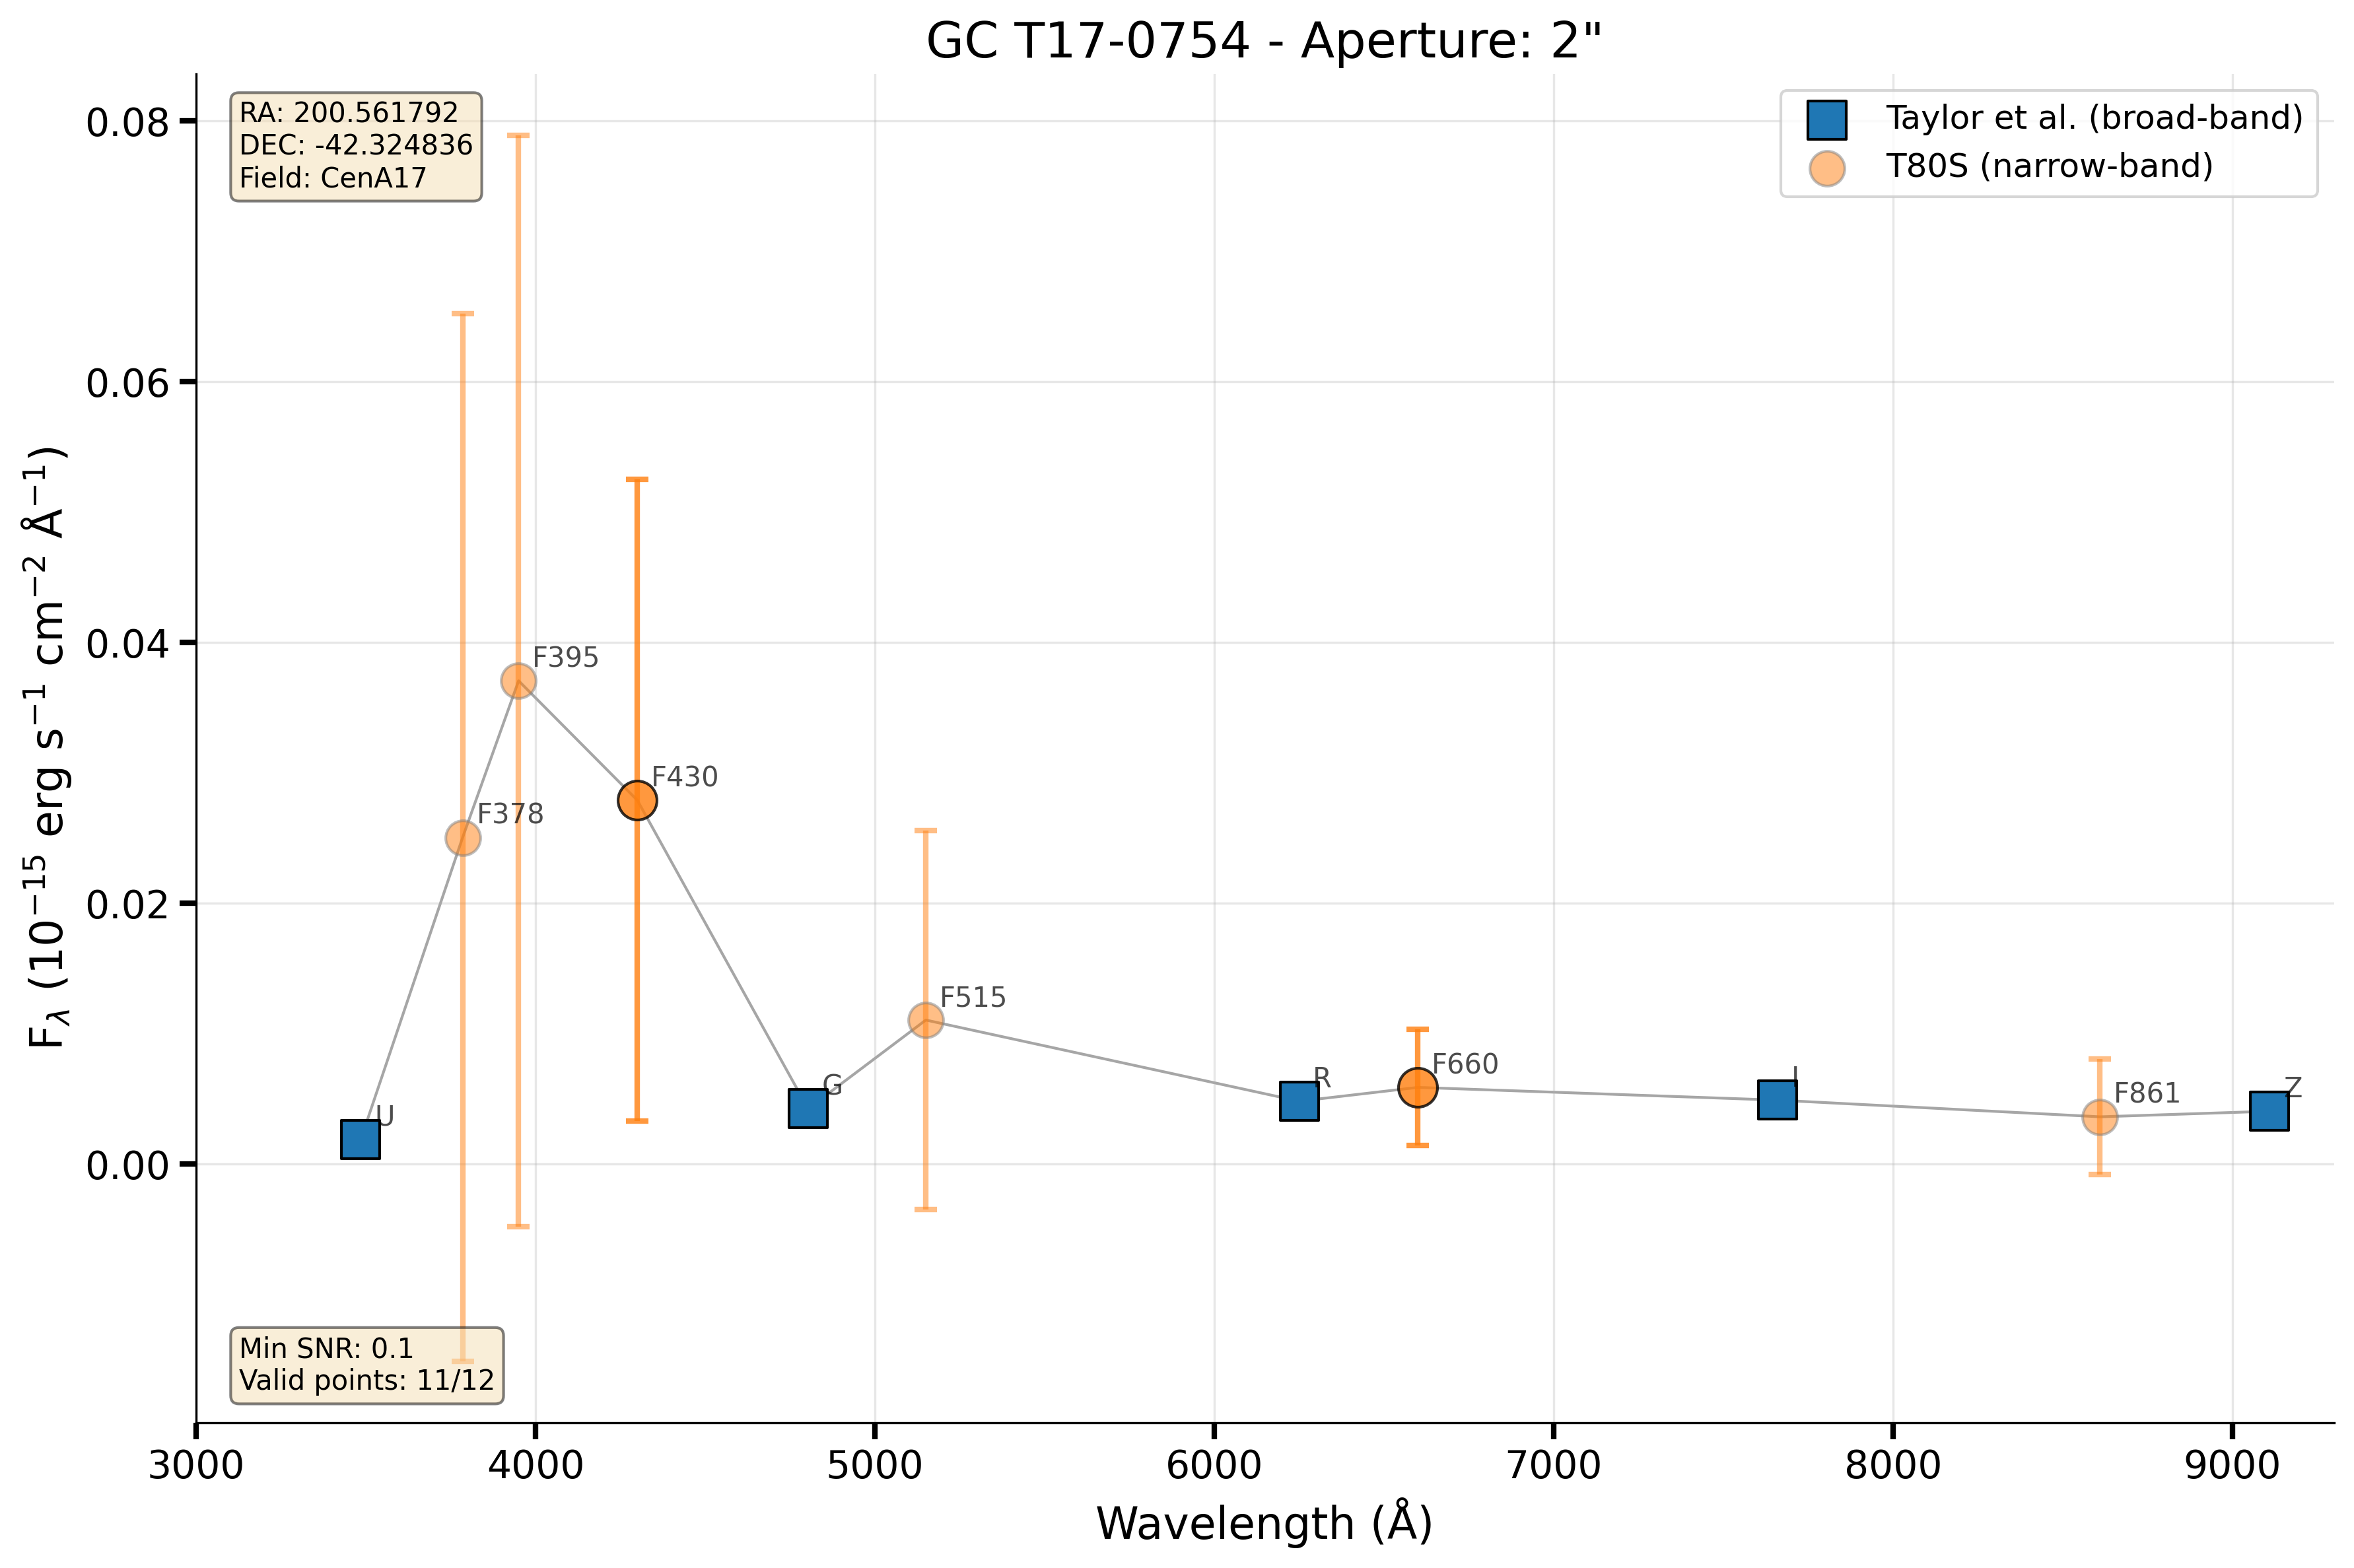 GC T17-0754 - Aperture: 2"
RA: 200.561792
DEC: -42.324836
Field: CenA17
Taylor et al. (broad-band)
T80S (narrow-band)
0.08
0.06
0.04
0.02
0.00
F_λ (10⁻¹⁵ erg s⁻¹ cm⁻² Å⁻¹)
U
F378
F395
F430
G
F515
R
F660
I
F861
Z
Min SNR: 0.1
Valid points: 11/12
3000 4000 5000 6000 7000 8000 9000
Wavelength (Å)